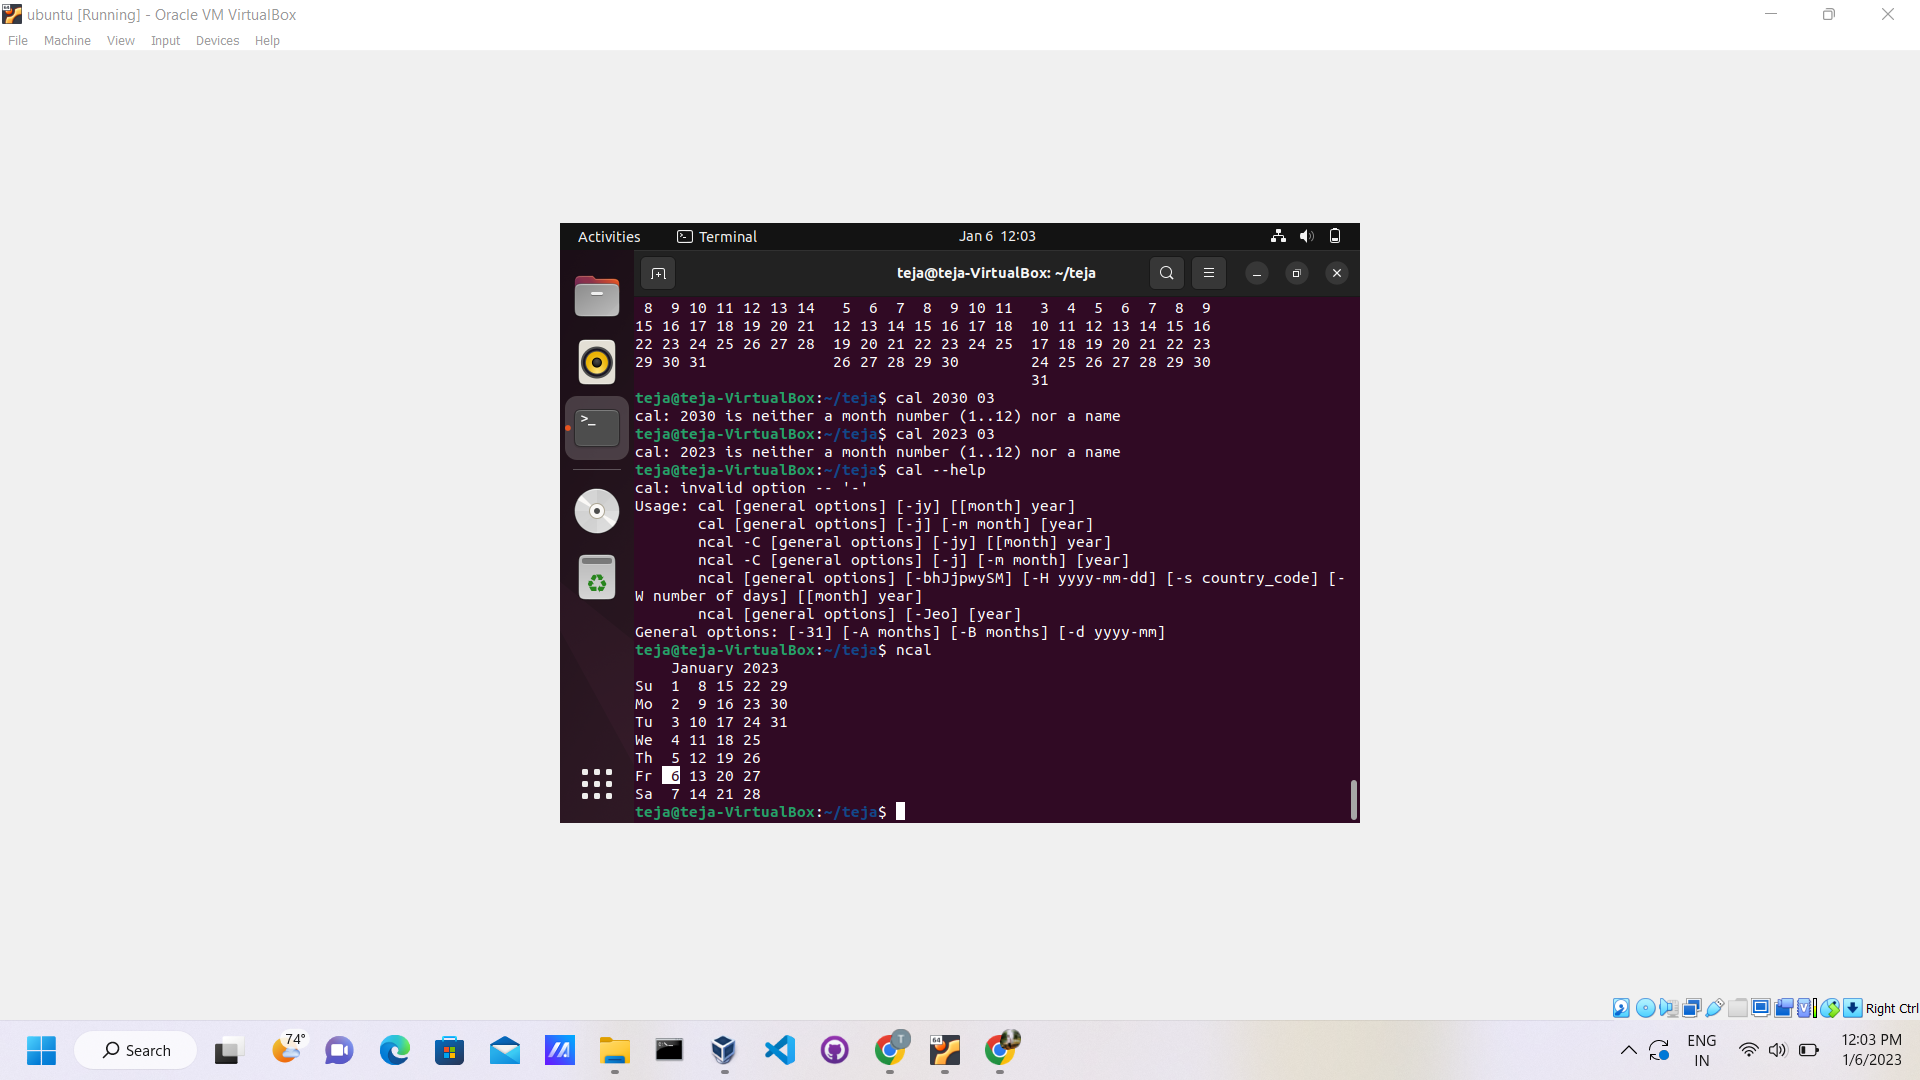 ubuntu [Running] - Oracle VM VirtualBox
File Machine View Input Devices Help
Activities Terminal Jan 6 12:03
teja@teja-VirtualBox: ~/teja
 8  9 10 11 12 13 14   5  6  7  8  9 10 11   3  4  5  6  7  8  9
15 16 17 18 19 20 21  12 13 14 15 16 17 18  10 11 12 13 14 15 16
22 23 24 25 26 27 28  19 20 21 22 23 24 25  17 18 19 20 21 22 23
29 30 31              26 27 28 29 30        24 25 26 27 28 29 30
                                            31
teja@teja-VirtualBox:~/teja$ cal 2030 03
cal: 2030 is neither a month number (1..12) nor a name
teja@teja-VirtualBox:~/teja$ cal 2023 03
cal: 2023 is neither a month number (1..12) nor a name
teja@teja-VirtualBox:~/teja$ cal --help
cal: invalid option -- '-'
Usage: cal [general options] [-jy] [[month] year]
       cal [general options] [-j] [-m month] [year]
       ncal -C [general options] [-jy] [[month] year]
       ncal -C [general options] [-j] [-m month] [year]
       ncal [general options] [-bhJjpwySM] [-H yyyy-mm-dd] [-s country_code] [-
W number of days] [[month] year]
       ncal [general options] [-Jeo] [year]
General options: [-31] [-A months] [-B months] [-d yyyy-mm]
teja@teja-VirtualBox:~/teja$ ncal
    January 2023
Su  1  8 15 22 29
Mo  2  9 16 23 30
Tu  3 10 17 24 31
We  4 11 18 25
Th  5 12 19 26
Fr  6 13 20 27
Sa  7 14 21 28
teja@teja-VirtualBox:~/teja$
Right Ctrl
Search
74°
T
64
ENG
IN
12:03 PM
1/6/2023